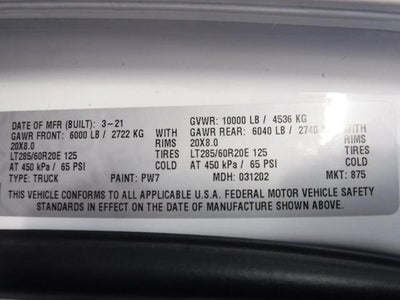 DATE OF MFR (BUILT): 3-21 GVWR: 10000 LB / 4536 KG
GAWR FRONT: 6000 LB / 2722 KG WITH GAWR REAR: 6040 LB / 2740 WITH
20X8.0 RIMS 20X8.0 RIMS
LT285/60R20E 125 TIRES LT285/60R20E 125 TIRES
AT 450 kPa / 65 PSI COLD AT 450 kPa / 65 PSI COLD
TYPE: TRUCK PAINT: PW7 MDH: 031202 MKT: 875
THIS VEHICLE CONFORMS TO ALL APPLICABLE U.S.A. FEDERAL MOTOR VEHICLE SAFETY
STANDARDS IN EFFECT ON THE DATE OF MANUFACTURE SHOWN ABOVE.